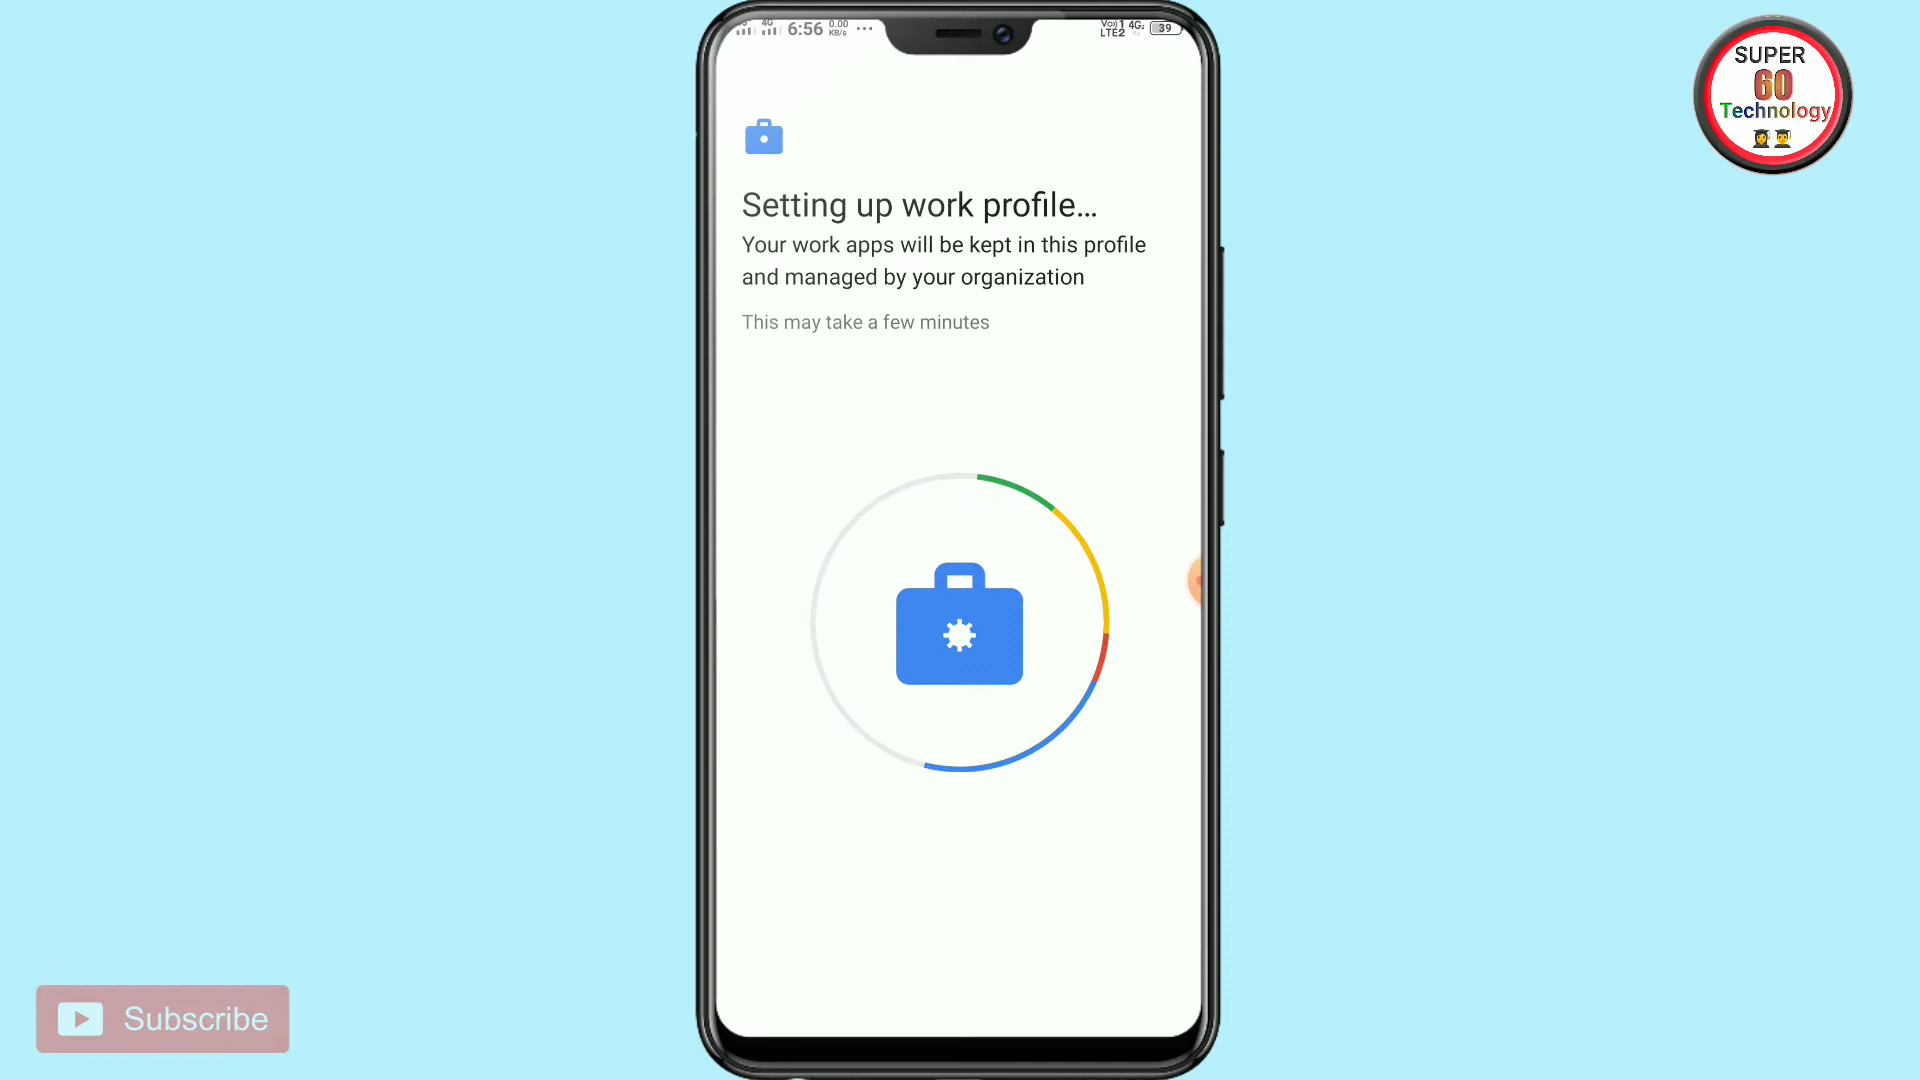 4G 6:56 0.00 KB/s ... Vo) 1 LTE2 4G 39
SUPER
60
Technology
Setting up work profile...
Your work apps will be kept in this profile
and managed by your organization
This may take a few minutes
Subscribe